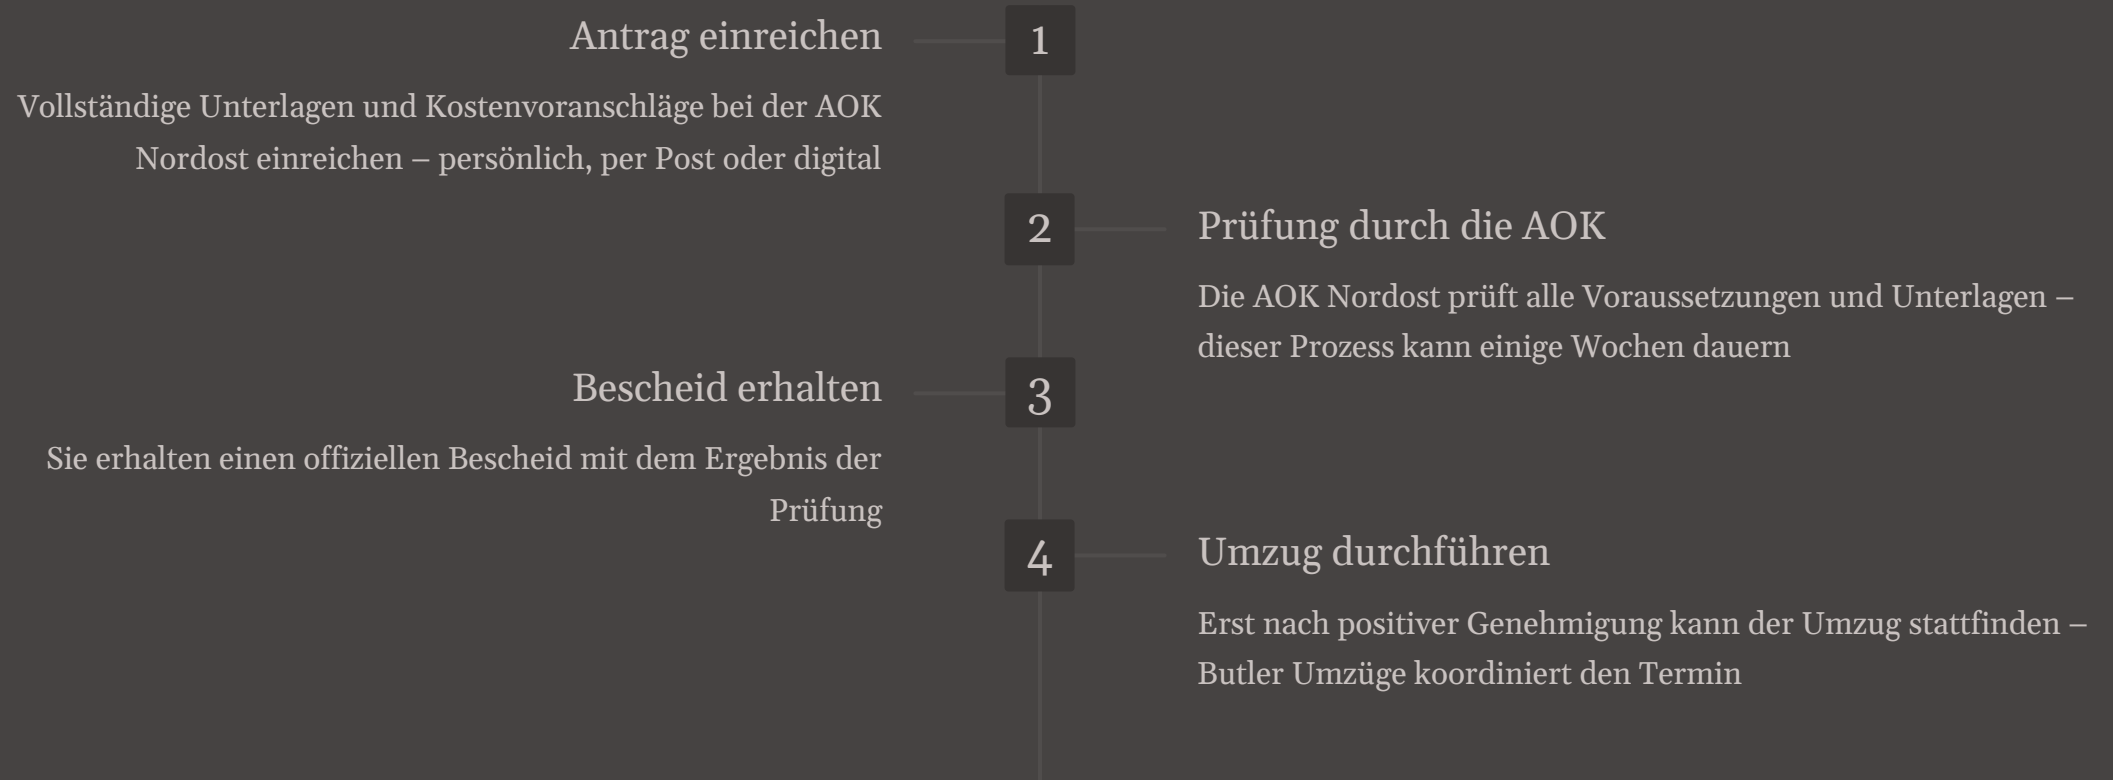 Antrag einreichen
1
Vollständige Unterlagen und Kostenvoranschläge bei der AOK
Nordost einreichen – persönlich, per Post oder digital
2
Prüfung durch die AOK
Die AOK Nordost prüft alle Voraussetzungen und Unterlagen –
dieser Prozess kann einige Wochen dauern
Bescheid erhalten
3
Sie erhalten einen offiziellen Bescheid mit dem Ergebnis der
Prüfung
4
Umzug durchführen
Erst nach positiver Genehmigung kann der Umzug stattfinden –
Butler Umzüge koordiniert den Termin